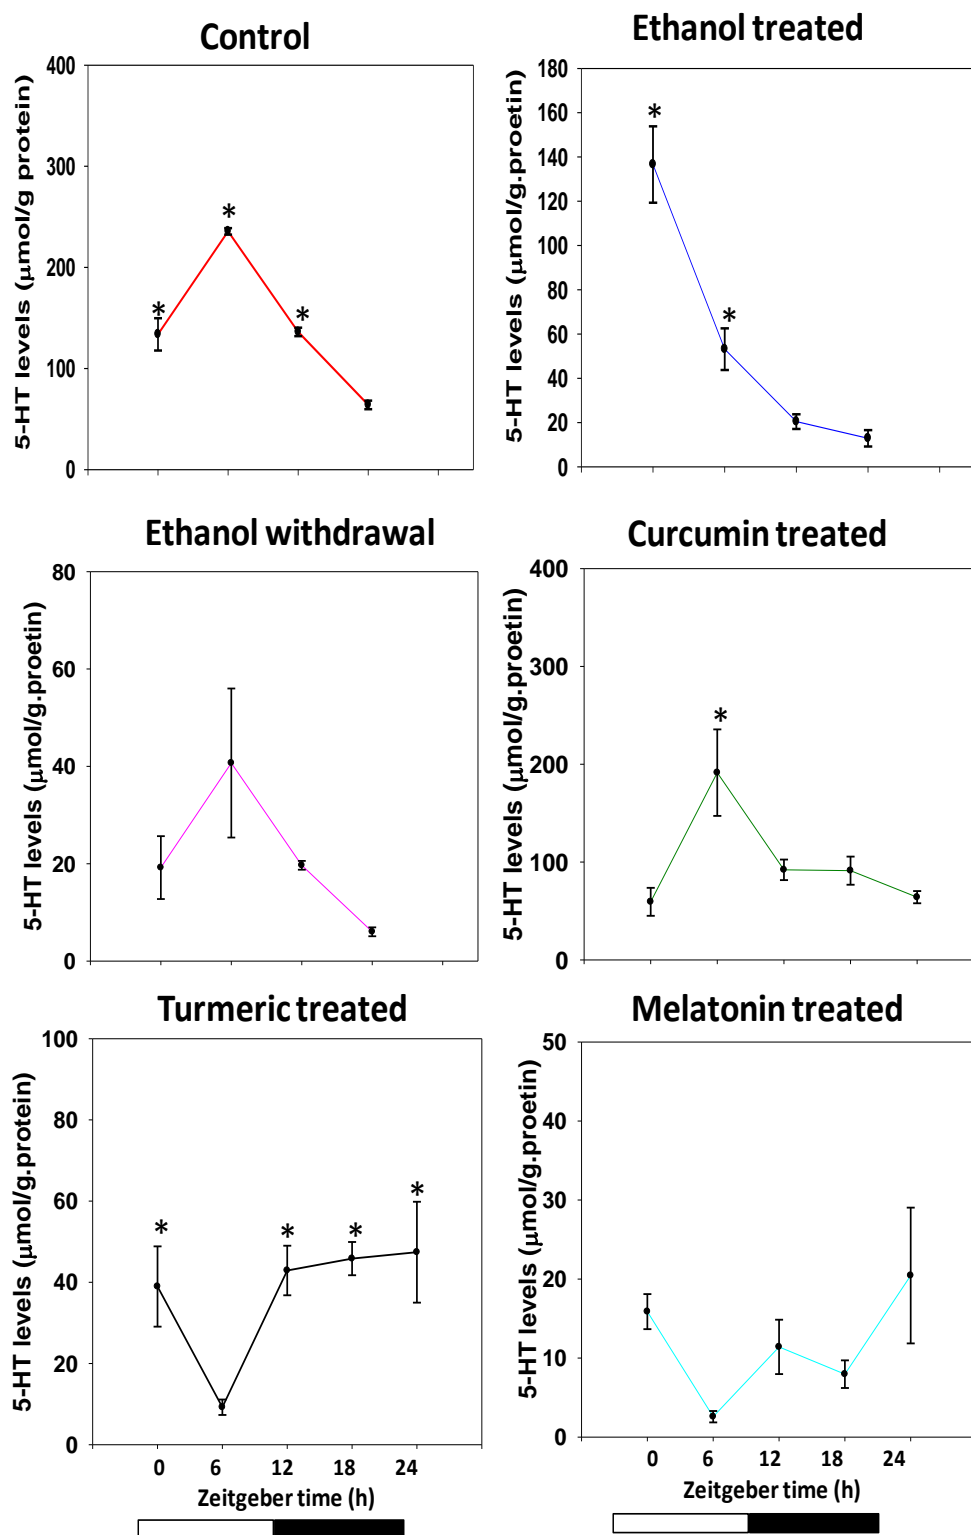 Control
5-HT levels (μmol/g protein)
400
300
200
100
0
*
*
*
Ethanol treated
5-HT levels (μmol/g.proetin)
180
160
140
120
100
80
60
40
20
0
*
*
Ethanol withdrawal
5-HT levels (μmol/g.proetin)
80
60
40
20
0
Curcumin treated
5-HT levels (μmol/g.proetin)
400
300
200
100
0
*
Turmeric treated
5-HT levels (μmol/g.protein)
100
80
60
40
20
0
*
*
*
*
0 6 12 18 24
Zeitgeber time (h)
Melatonin treated
5-HT levels (μmol/g.proetin)
50
40
30
20
10
0
0 6 12 18 24
Zeitgeber time (h)